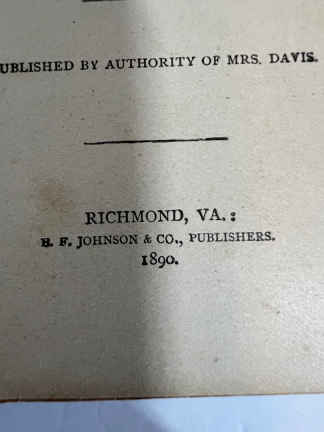 UBLISHED BY AUTHORITY OF MRS. DAVIS.
RICHMOND, VA.:
B. F. JOHNSON & CO., PUBLISHERS.
1890.